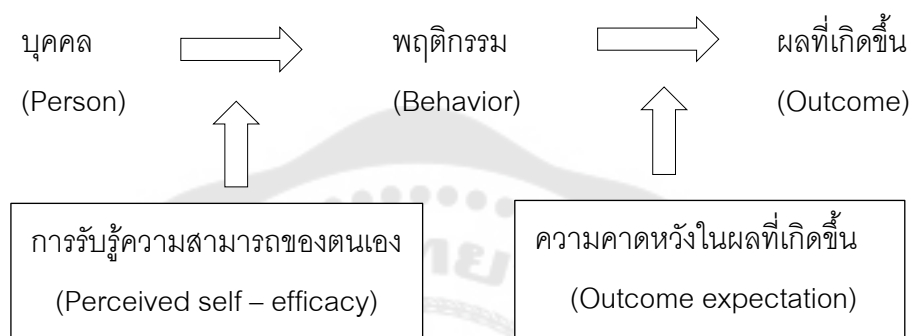 บุคคล พฤติกรรม ผลที่เกิดขึ้น
(Person) (Behavior) (Outcome)
การรับรู้ความสามารถของตนเอง ความคาดหวังในผลที่เกิดขึ้น
(Perceived self – efficacy) (Outcome expectation)